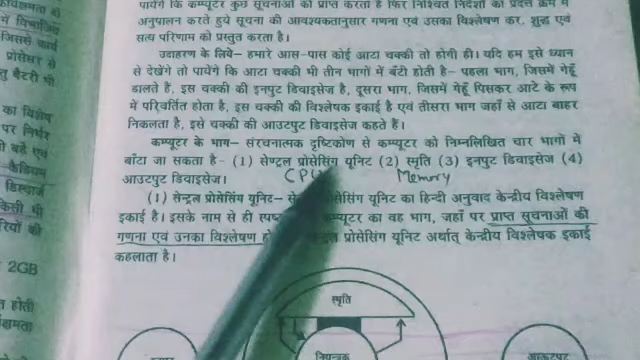 पायेंगे कि कम्प्यूटर कुछ सूचनाओं को प्राप्त करता है फिर निश्चित निर्देशों का प्रदत्त क्रम में
अनुपालन करते हुये सूचना की आवश्यकतानुसार गणना एवं उसका विश्लेषण कर, शुद्ध एवं
सत्य परिणाम को प्रस्तुत करता है।
उदाहरण के लिये– हमारे आस-पास कोई आटा चक्की तो होगी ही। यदि हम इसे ध्यान
से देखेंगे तो पायेंगे कि आटा चक्की भी तीन भागों में बँटी होती है– पहला भाग, जिसमें गेहूँ
डालते हैं, इस चक्की की इनपुट डिवाइसेज है, दूसरा भाग, जिसमें गेहूँ पिसकर आटे के रूप
में परिवर्तित होता है, इस चक्की की विश्लेषक इकाई है एवं तीसरा भाग जहाँ से आटा बाहर
निकलता है, इसे चक्की की आउटपुट डिवाइसेज कहते हैं।
कम्प्यूटर के भाग– संरचनात्मक दृष्टिकोण से कम्प्यूटर को निम्नलिखित चार भागों में
बाँटा जा सकता है- (1) सेण्ट्रल प्रोसेसिंग यूनिट (2) स्मृति (3) इनपुट डिवाइसेज (4)
आउटपुट डिवाइसेज। CPU Memory
(1) सेन्ट्रल प्रोसेसिंग यूनिट– प्रोसेसिंग यूनिट का हिन्दी अनुवाद केन्द्रीय विश्लेषण
इकाई है। इसके नाम से ही कम्प्यूटर का वह भाग, जहाँ पर प्राप्त सूचनाओं की
गणना एवं उनका विश्लेषण प्रोसेसिंग यूनिट अर्थात् केन्द्रीय विश्लेषक इकाई
कहलाता है।
स्मृति
नियन्त्रक
का विशेष
पर निर्भर
डिस्चार्ज
2GB
होती